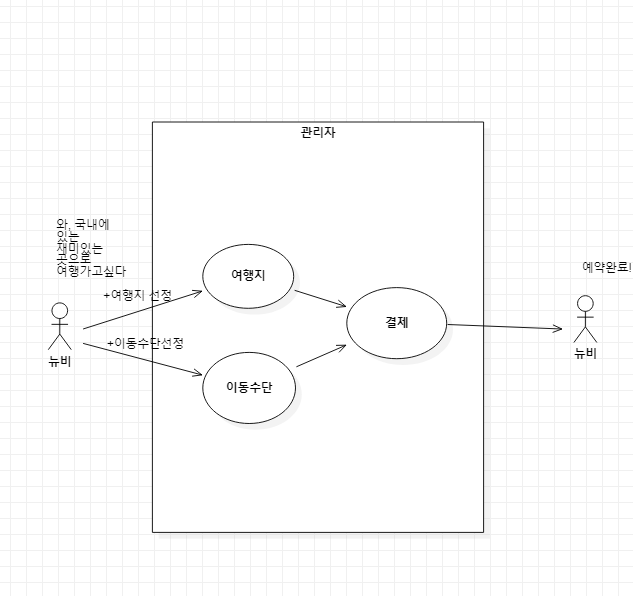 관리자
와, 국내에
있는
재미있는
곳으로
여행가고싶다
예약완료!
여행지
+여행지 선정
결제
+이동수단선정
뉴비
뉴비
이동수단